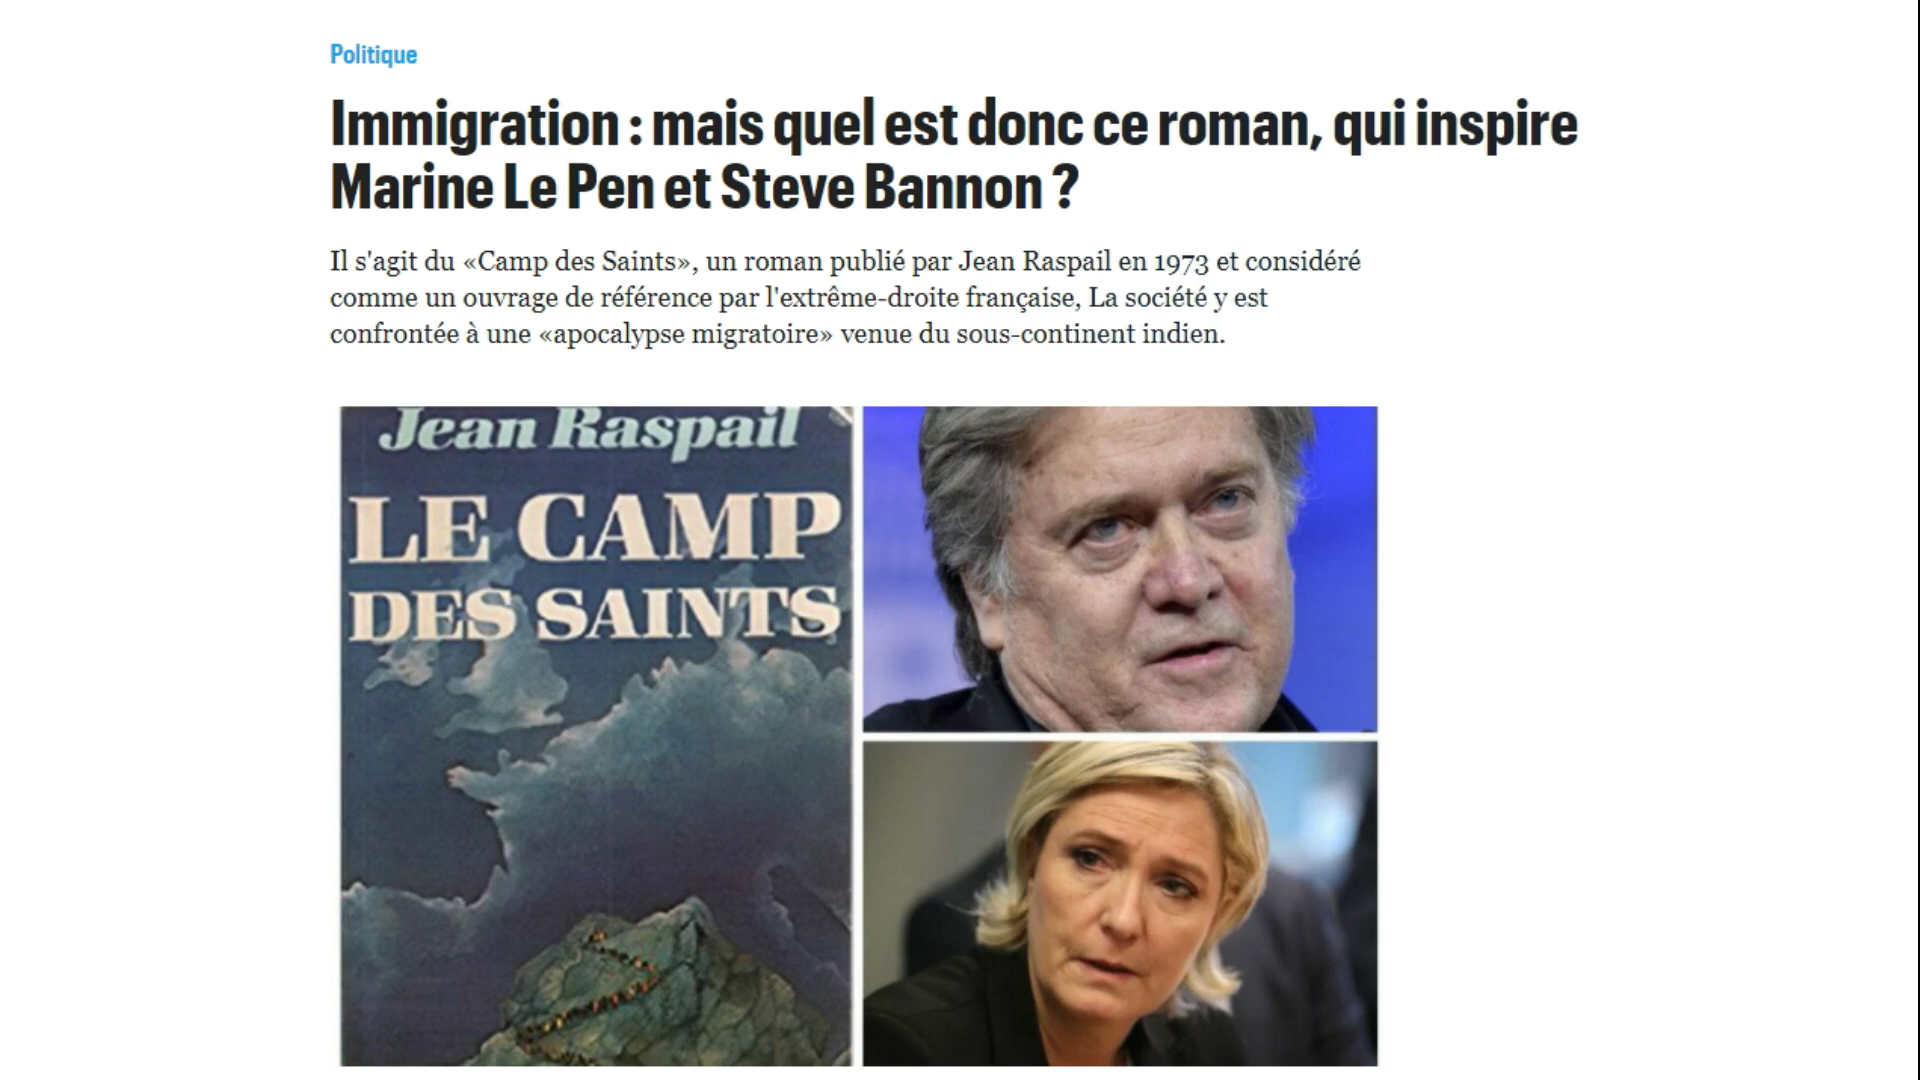 Politique
Immigration : mais quel est donc ce roman, qui inspire
Marine Le Pen et Steve Bannon ?
Il s'agit du «Camp des Saints», un roman publié par Jean Raspail en 1973 et considéré
comme un ouvrage de référence par l'extrême-droite française, La société y est
confrontée à une «apocalypse migratoire» venue du sous-continent indien.
Jean Raspail
LE CAMP
DES SAINTS